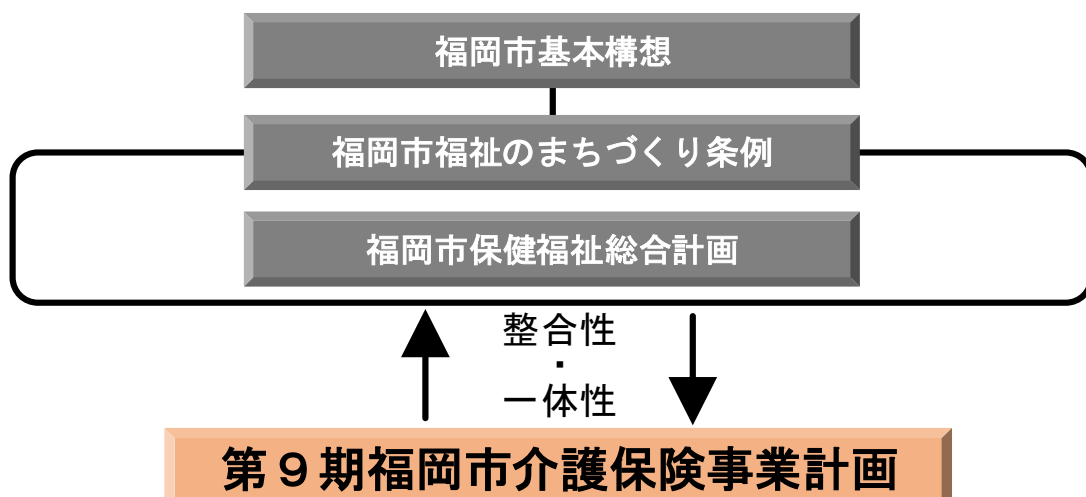 福岡市基本構想
福岡市福祉のまちづくり条例
福岡市保健福祉総合計画
整合性
・
一体性
第９期福岡市介護保険事業計画